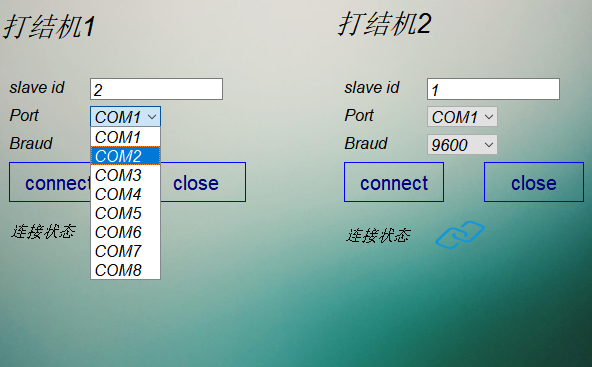 打结机1
slave id 2
Port COM1
Braud
COM1
COM2
COM3
COM4
COM5
COM6
COM7
COM8
connect close
连接状态
打结机2
slave id 1
Port COM1
Braud 9600
connect close
连接状态